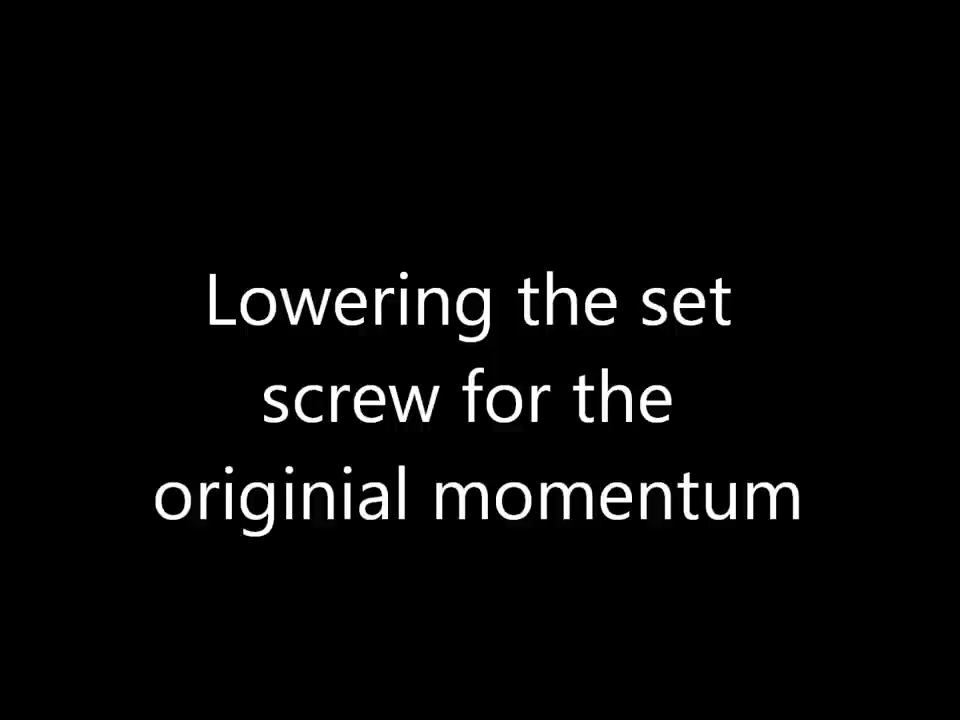 Lowering the set
screw for the
originial momentum